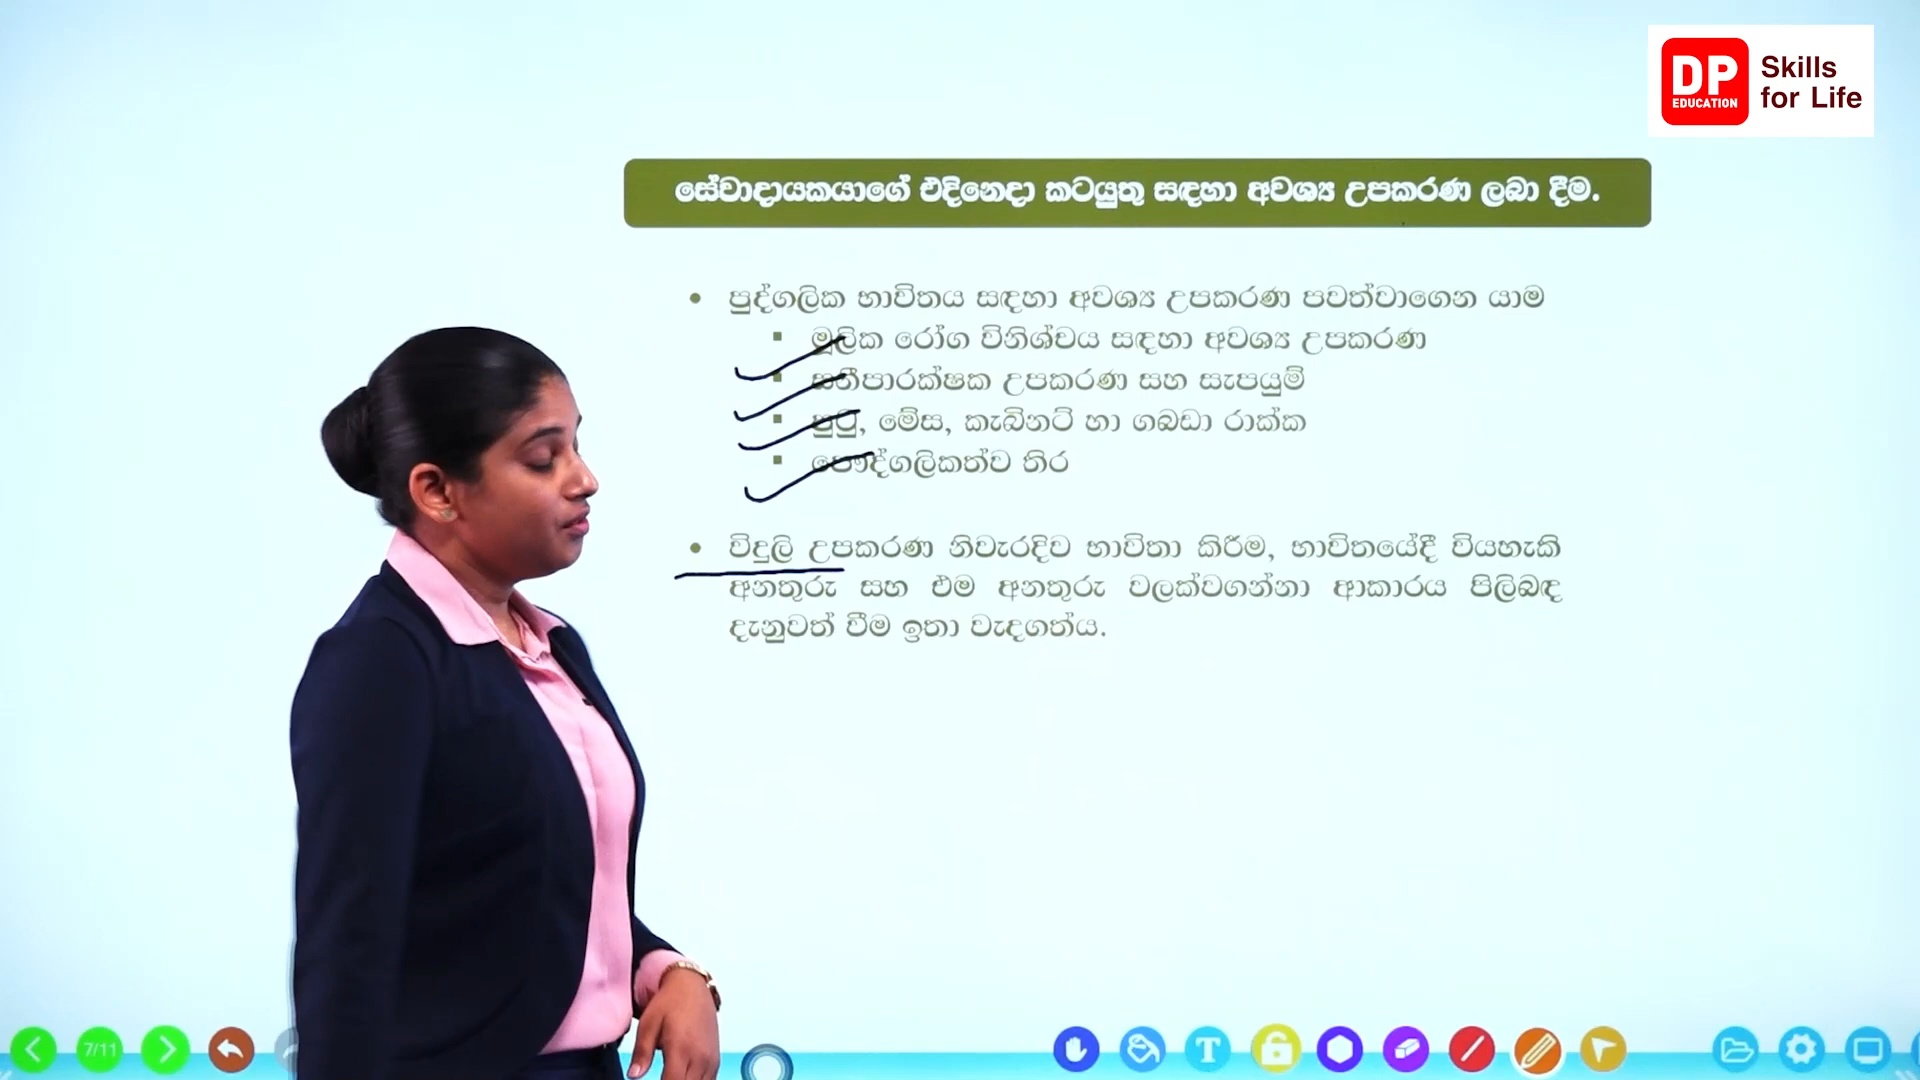 DP
EDUCATION
Skills
for Life
සේවාදායකයාගේ එදිනෙදා කටයුතු සඳහා අවශ්‍ය උපකරණ ලබා දීම.
• පුද්ගලික භාවිතය සඳහා අවශ්‍ය උපකරණ පවත්වාගෙන යාම
▪ මූලික රෝග විනිශ්චය සඳහා අවශ්‍ය උපකරණ
▪ සනීපාරක්ෂක උපකරණ සහ සැපයුම්
▪ පුටු, මේස, කැබිනට් හා ගබඩා රාක්ක
▪ පෞද්ගලිකත්ව තිර
• විදුලි උපකරණ නිවැරදිව භාවිතා කිරීම, භාවිතයේදී වියහැකි
අනතුරු සහ එම අනතුරු වලක්වගන්නා ආකාරය පිලිබඳ
දැනුවත් වීම ඉතා වැදගත්ය.
7/11
T